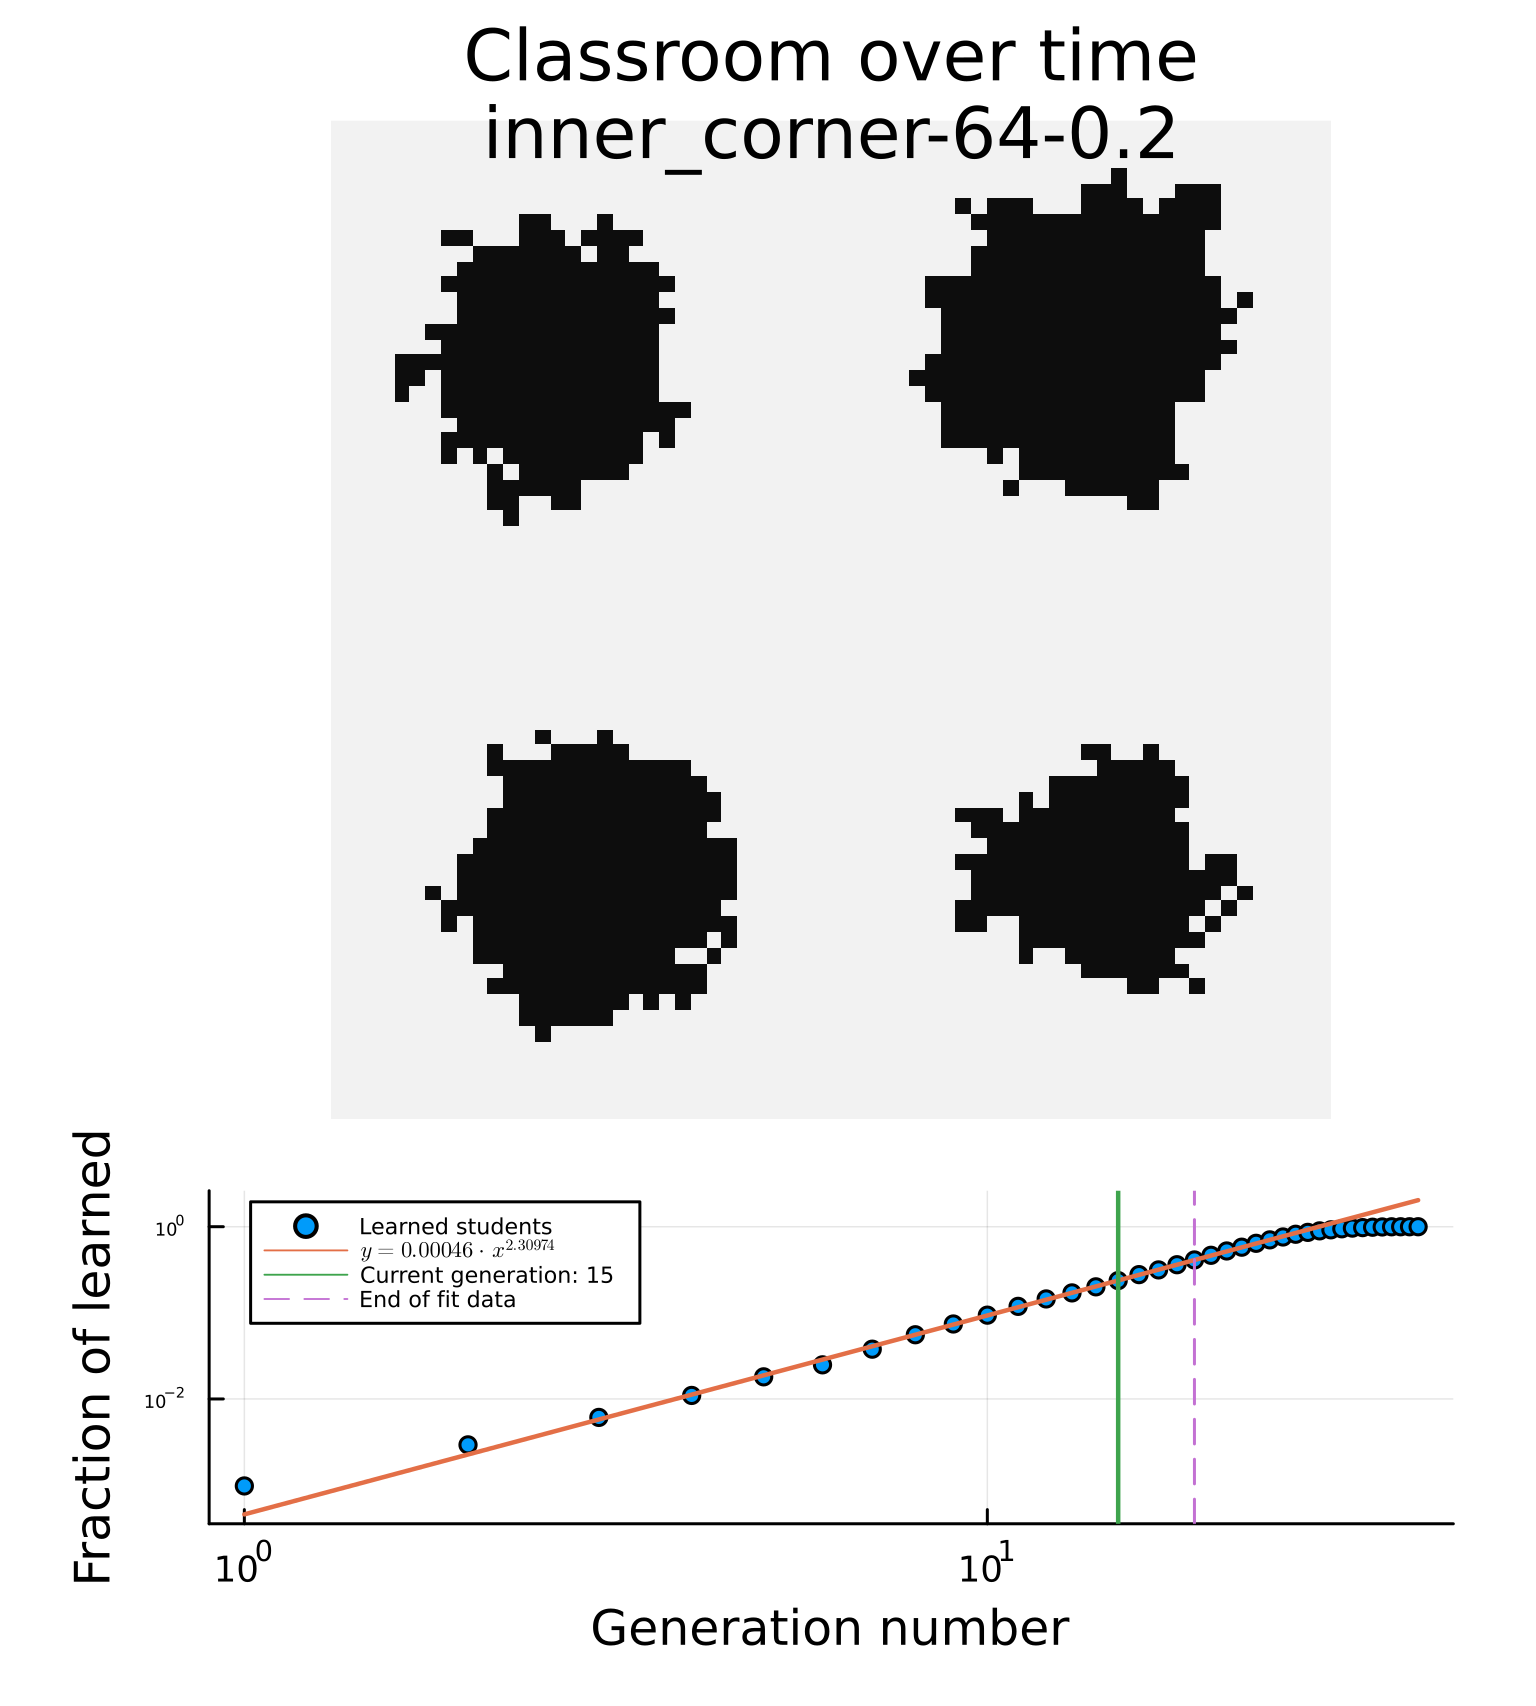 Classroom over time
inner_corner-64-0.2
Fraction of learned
10^0
10^-2
Learned students
y = 0.00046 · x^2.30974
Current generation: 15
End of fit data
10^0
10^1
Generation number